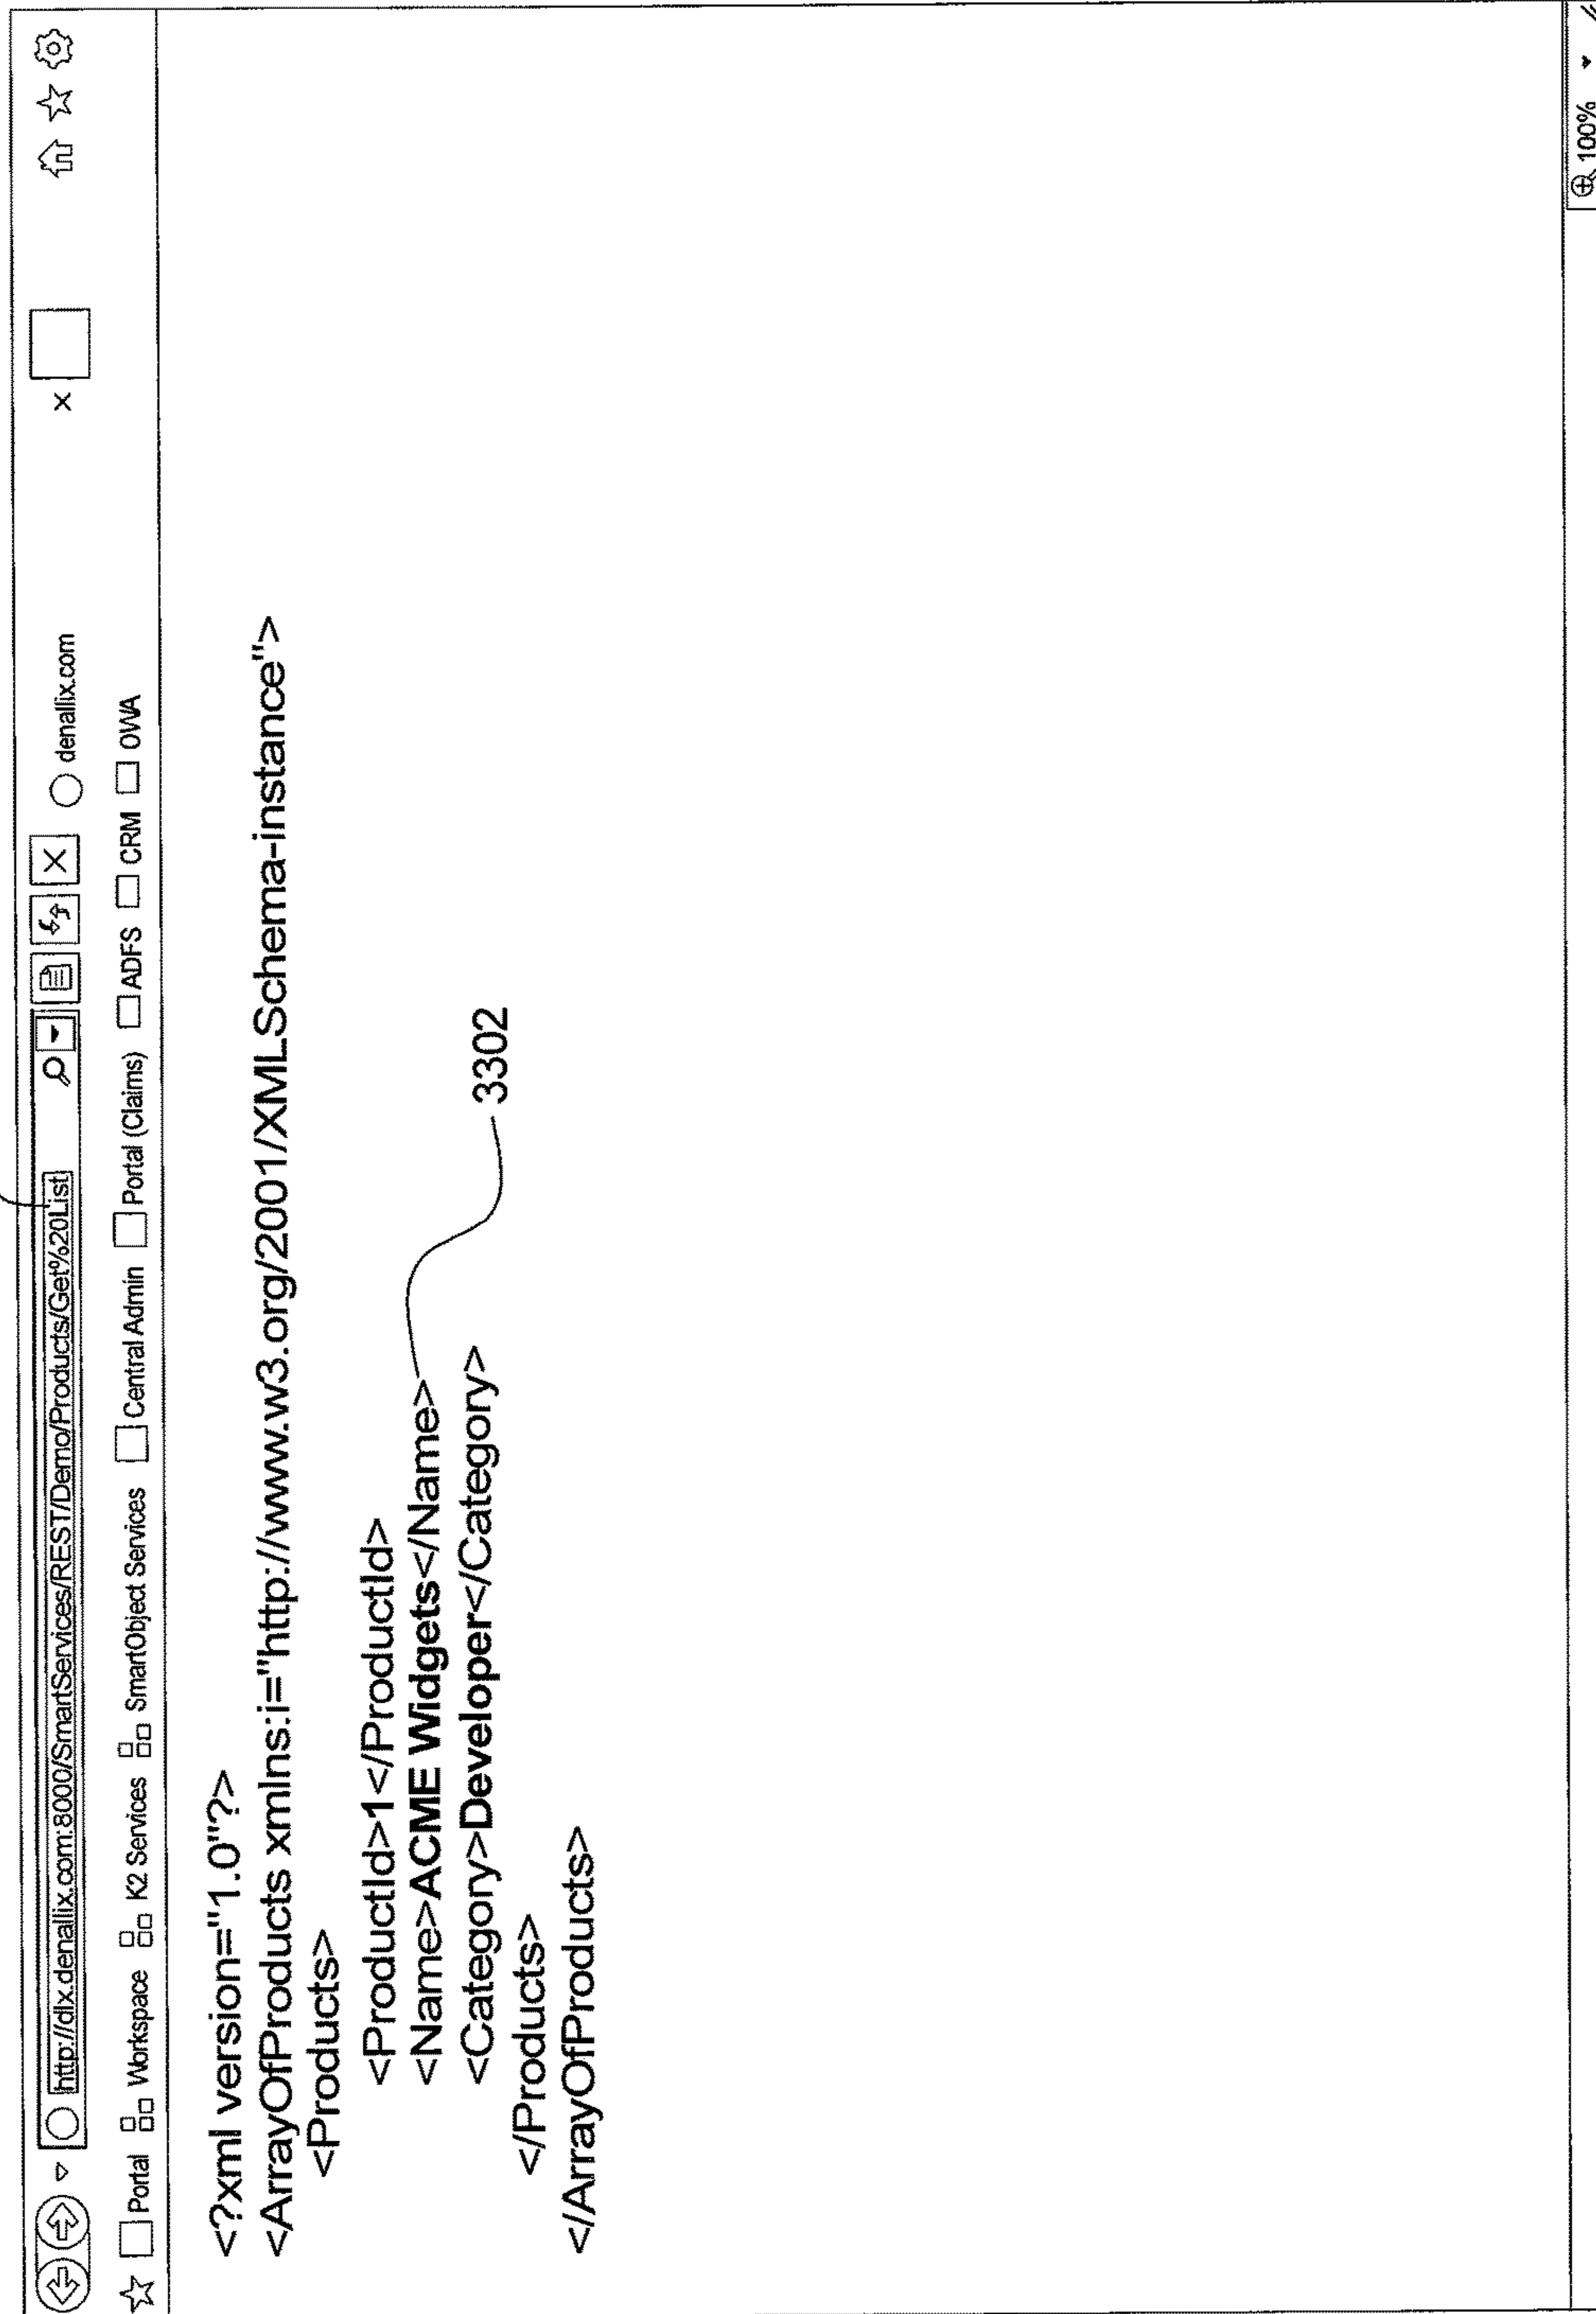 http://dlx.denallix.com:8000/SmartServices/REST/Demo/Products/Get%20List denallix.com x
Portal Workspace K2 Services SmartObject Services Central Admin Portal (Claims) ADFS CRM OWA
<?xml version="1.0"?>
<ArrayOfProducts xmlns:i="http://www.w3.org/2001/XMLSchema-instance">
<Products>
<ProductId>1</ProductId>
<Name>ACME Widgets</Name>
<Category>Developer</Category>
3302
</Products>
</ArrayOfProducts>
100%